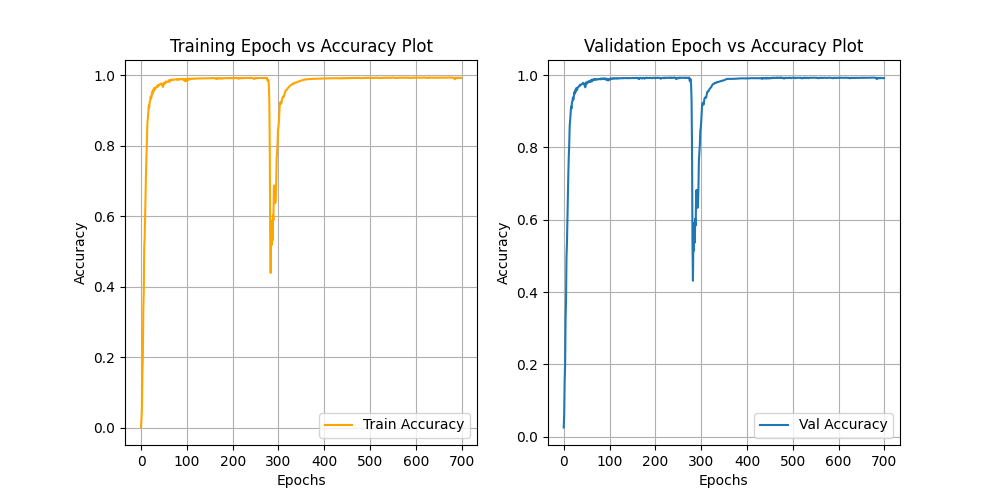 Training Epoch vs Accuracy Plot
1.0
0.8
0.6
0.4
0.2
0.0
Accuracy
0 100 200 300 400 500 600 700
Epochs
Train Accuracy
Validation Epoch vs Accuracy Plot
1.0
0.8
0.6
0.4
0.2
0.0
Accuracy
0 100 200 300 400 500 600 700
Epochs
Val Accuracy